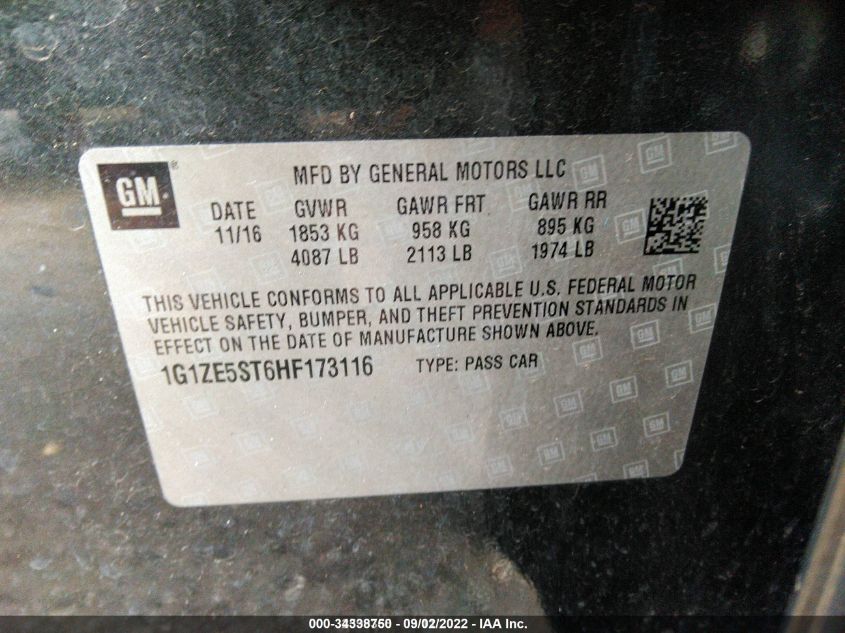 GM
®
MFD BY GENERAL MOTORS LLC
DATE GVWR GAWR FRT GAWR RR
11/16 1853 KG 958 KG 895 KG
4087 LB 2113 LB 1974 LB
THIS VEHICLE CONFORMS TO ALL APPLICABLE U.S. FEDERAL MOTOR
VEHICLE SAFETY, BUMPER, AND THEFT PREVENTION STANDARDS IN
EFFECT ON THE DATE OF MANUFACTURE SHOWN ABOVE.
1G1ZE5ST6HF173116 TYPE: PASS CAR
000-34338750 - 09/02/2022 - IAA Inc.